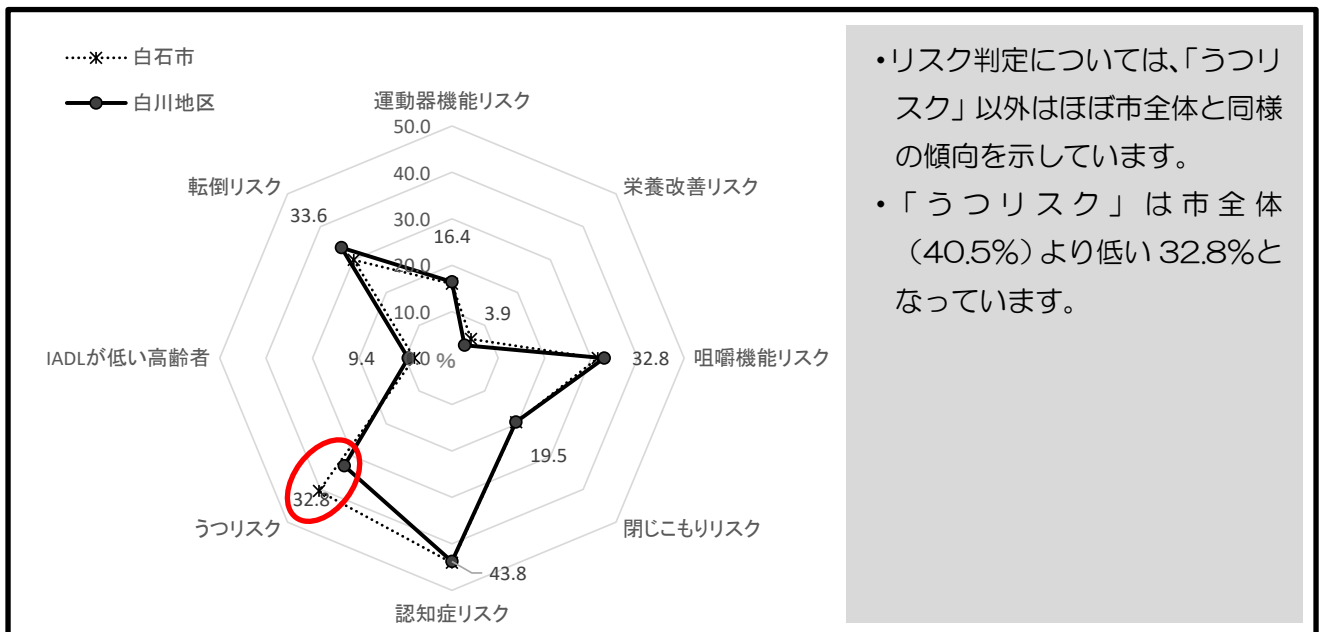 白石市
白川地区
運動器機能リスク
50.0
40.0
転倒リスク
栄養改善リスク
33.6
30.0
16.4
20.0
10.0
3.9
IADLが低い高齢者
9.4
0 %
32.8
咀嚼機能リスク
19.5
32.8
うつリスク
閉じこもりリスク
43.8
認知症リスク
・リスク判定については、「うつリ
スク」以外はほぼ市全体と同様
の傾向を示しています。
・「うつリスク」は市全体
（40.5%）より低い 32.8%と
なっています。